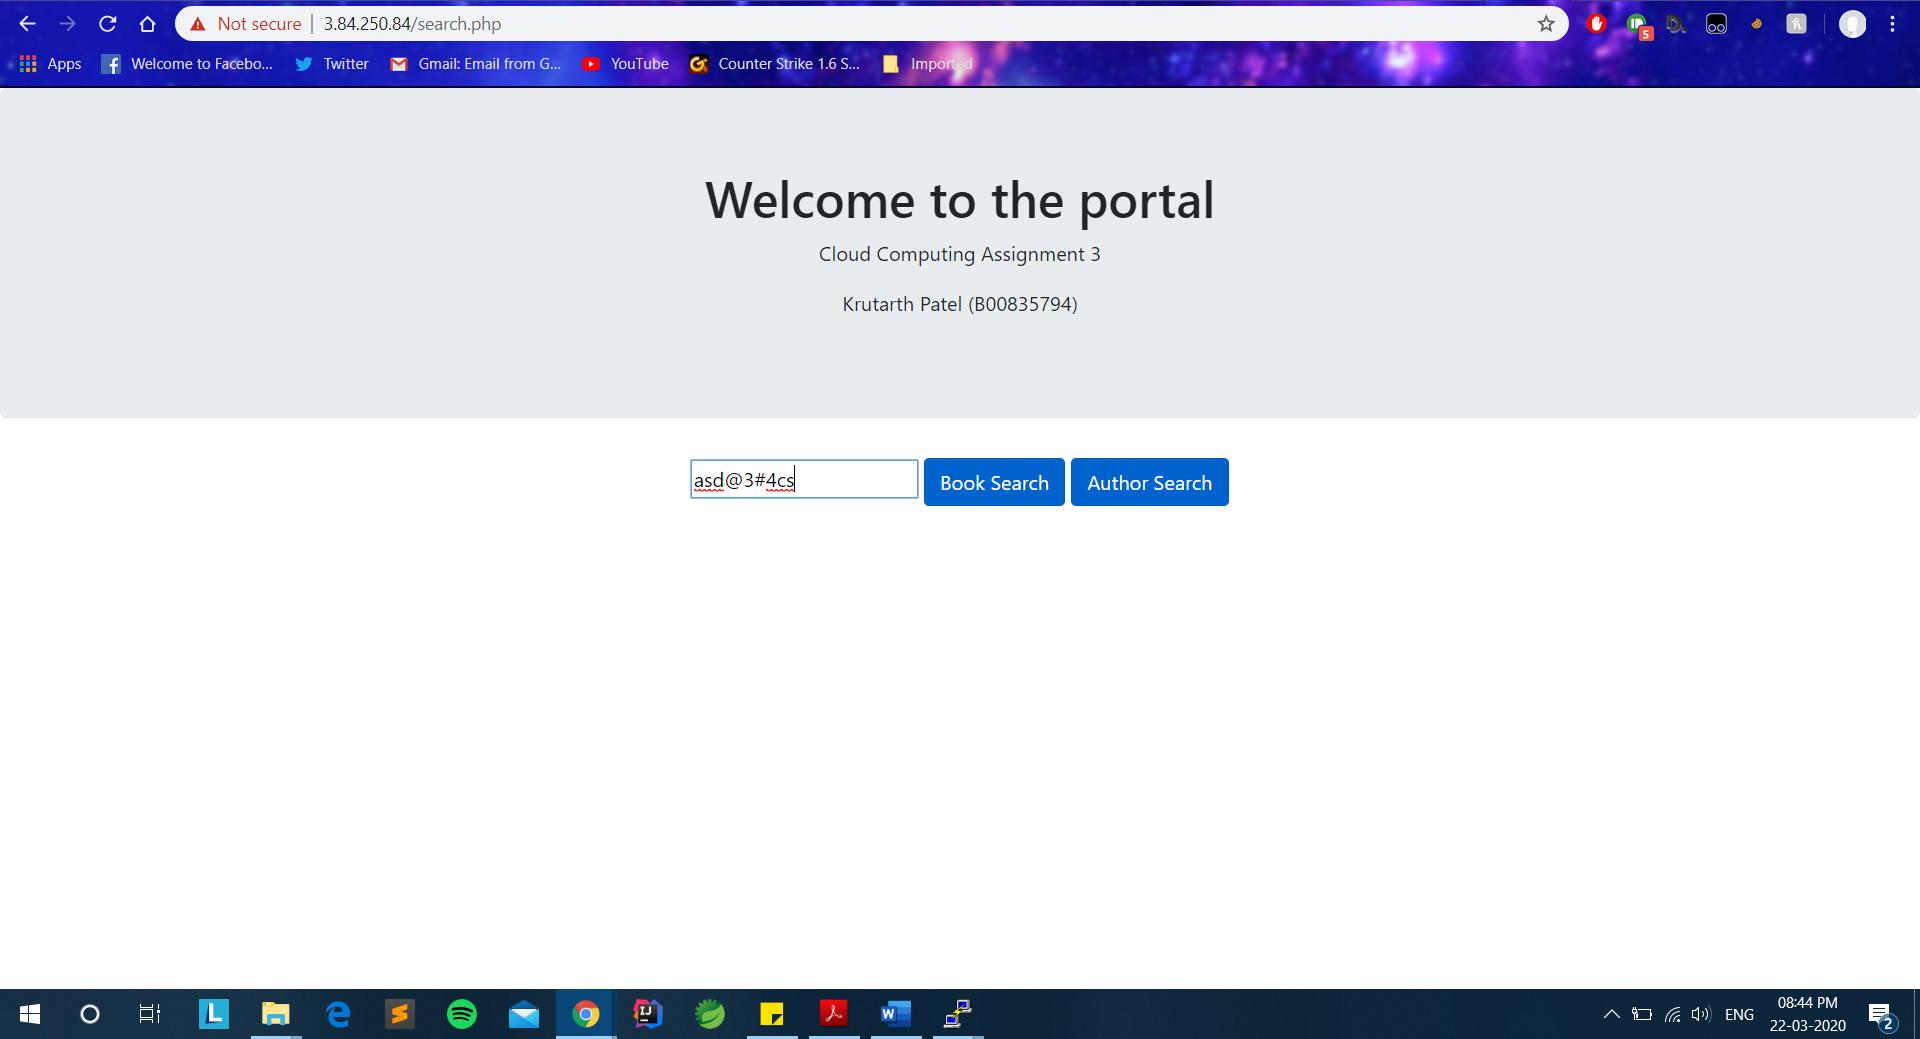 Not secure | 3.84.250.84/search.php
5
Apps Welcome to Facebo... Twitter Gmail: Email from G... YouTube Counter Strike 1.6 S... Imported
Welcome to the portal
Cloud Computing Assignment 3
Krutarth Patel (B00835794)
asd@3#4cs Book Search Author Search
08:44 PM
ENG
22-03-2020
2